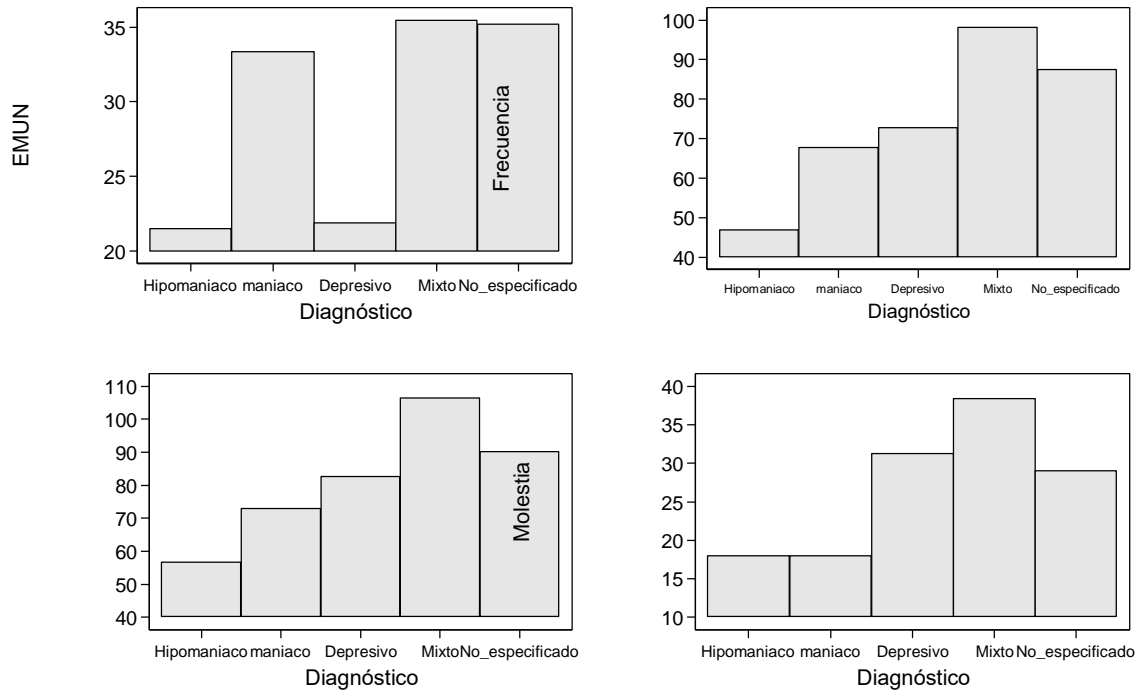 EMUN
35
30
25
20
Frecuencia
Hipomaniaco maniaco Depresivo Mixto No_especificado
Diagnóstico
100
90
80
70
60
50
40
Hipomaniaco maniaco Depresivo Mixto No_especificado
Diagnóstico
110
100
90
80
70
60
50
40
Molestia
Hipomaniaco maniaco Depresivo Mixto No_especificado
Diagnóstico
40
35
30
25
20
15
10
Hipomaniaco maniaco Depresivo Mixto No_especificado
Diagnóstico